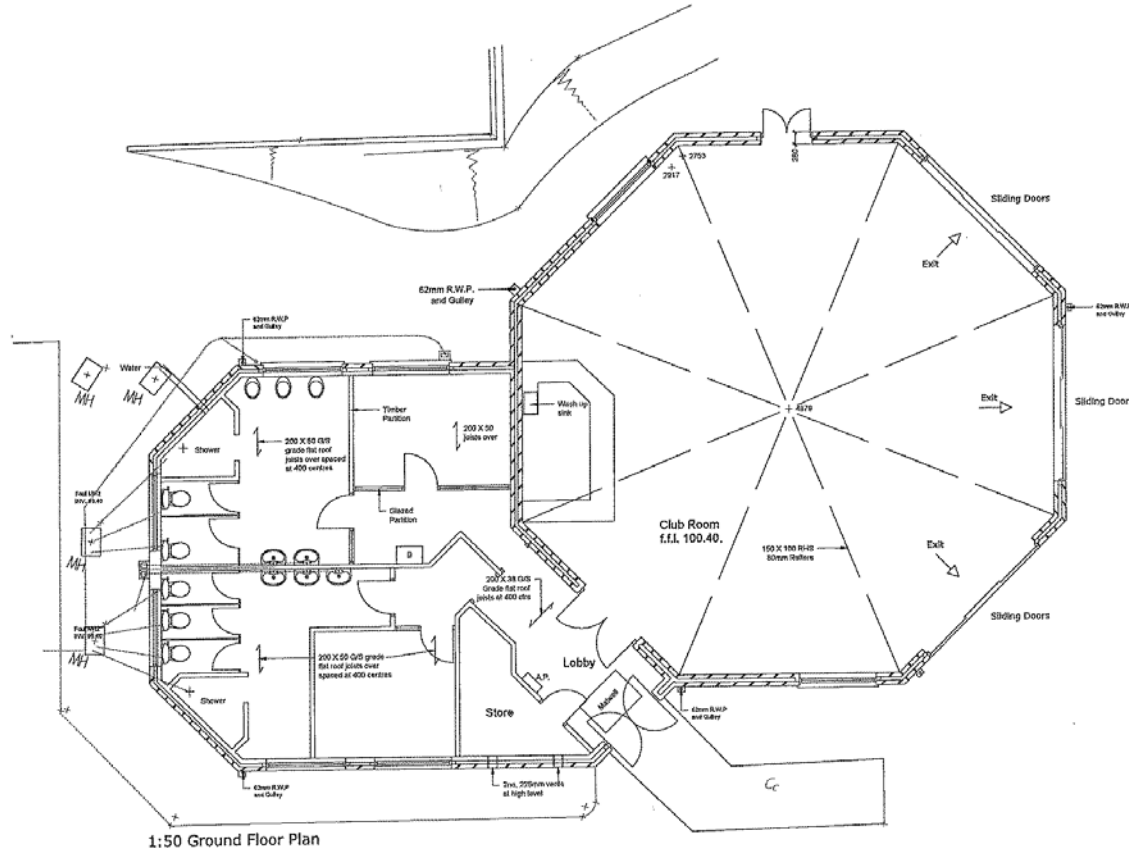 2753
2917
250
Sliding Doors
Exit
62mm R.W.P.
and Gulley
62mm R.W.P
and Gulley
62mm R.W.P
and Gulley
Water
MH
MH
Timber
Partition
Wash up
sink
4379
Exit
Sliding Door
200 X 50
joists over
200 X 50 G/S
grade flat roof
joists over spaced
at 400 centres
Shower
Glazed
Partition
Club Room
f.f.l. 100.40.
150 X 100 RHS
Rafters
Exit
MH
B
200 X 38 G/S
Grade flat roof
joists at 400 ctrs
Sliding Doors
MH
200 X 50 G/S grade
flat roof joists over
spaced at 400 centres
Lobby
A.P.
Shower
Store
Matwell
62mm R.W.P
and Gulley
62mm R.W.P
and Gulley
2no. 225mm vents
at high level
1:50 Ground Floor Plan